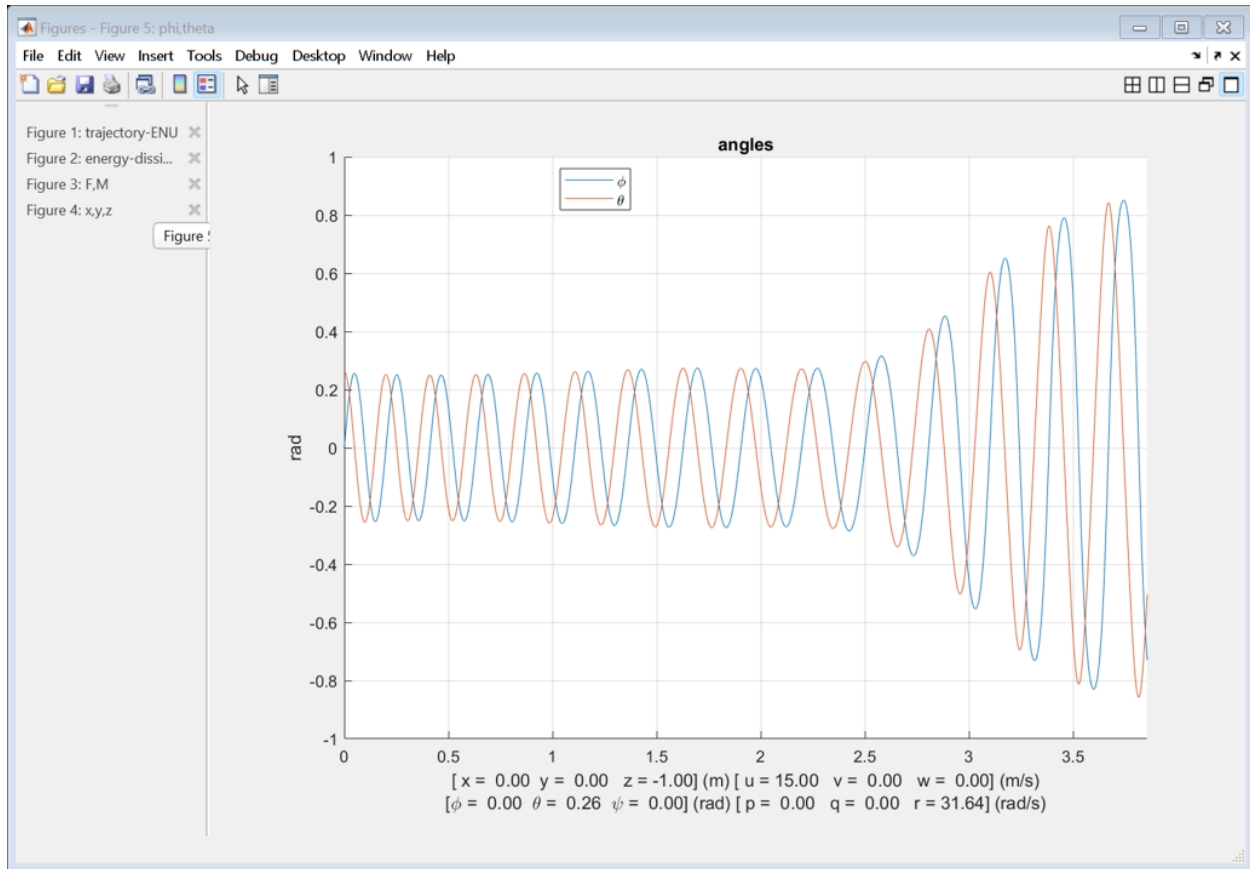 Figures - Figure 5: phi,theta
File Edit View Insert Tools Debug Desktop Window Help
Figure 1: trajectory-ENU
Figure 2: energy-dissi...
Figure 3: F,M
Figure 4: x,y,z
Figure 5
angles
ϕ
θ
1
0.8
0.6
0.4
0.2
0
-0.2
-0.4
-0.6
-0.8
-1
rad
0 0.5 1 1.5 2 2.5 3 3.5
[ x = 0.00 y = 0.00 z = -1.00] (m) [ u = 15.00 v = 0.00 w = 0.00] (m/s)
[ϕ = 0.00 θ = 0.26 ψ = 0.00] (rad) [ p = 0.00 q = 0.00 r = 31.64] (rad/s)